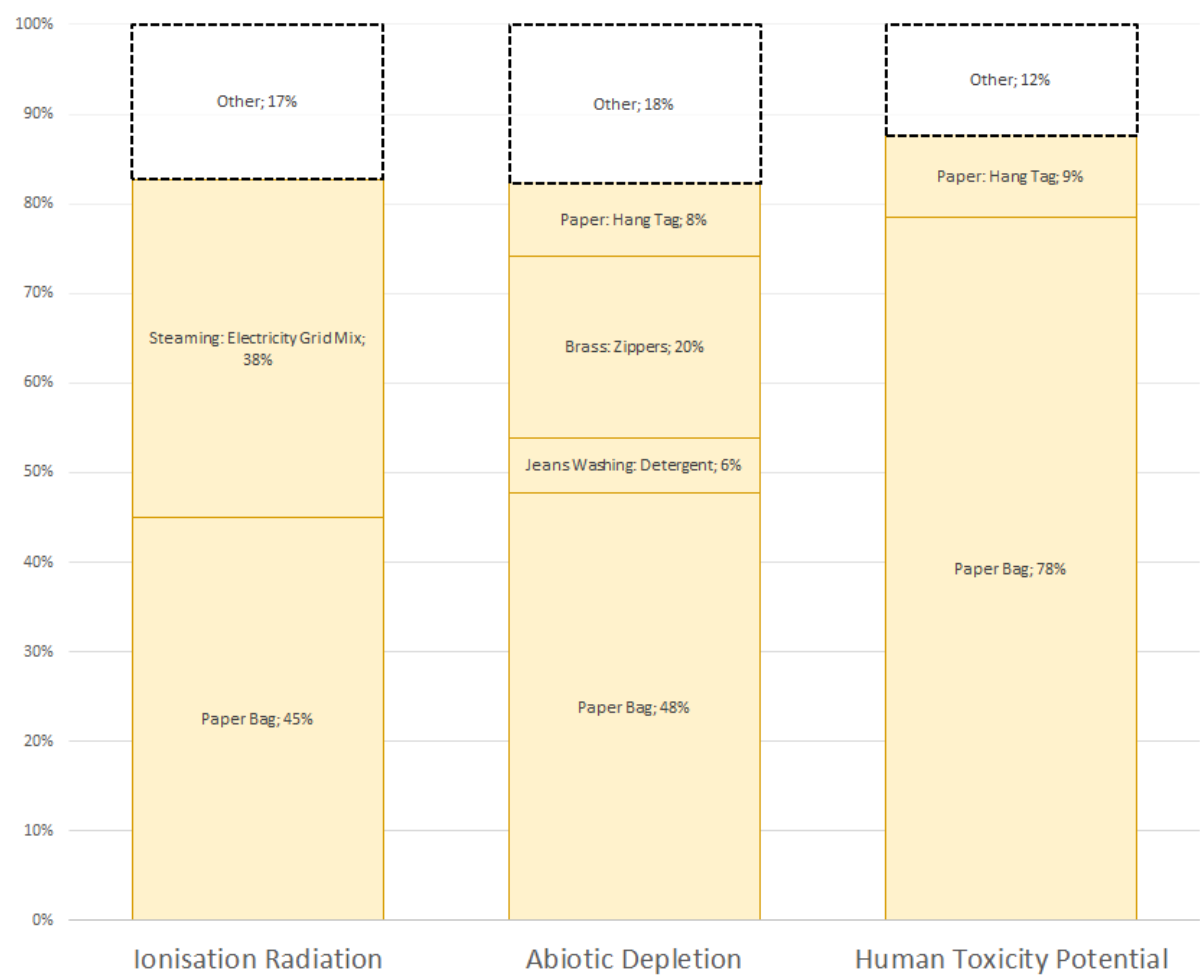 100%
90%
80%
70%
60%
50%
40%
30%
20%
10%
0%
Other; 17%
Steaming: Electricity Grid Mix;
38%
Paper Bag; 45%
Other; 18%
Paper: Hang Tag; 8%
Brass: Zippers; 20%
Jeans Washing: Detergent; 6%
Paper Bag; 48%
Other; 12%
Paper: Hang Tag; 9%
Paper Bag; 78%
Ionisation Radiation
Abiotic Depletion
Human Toxicity Potential